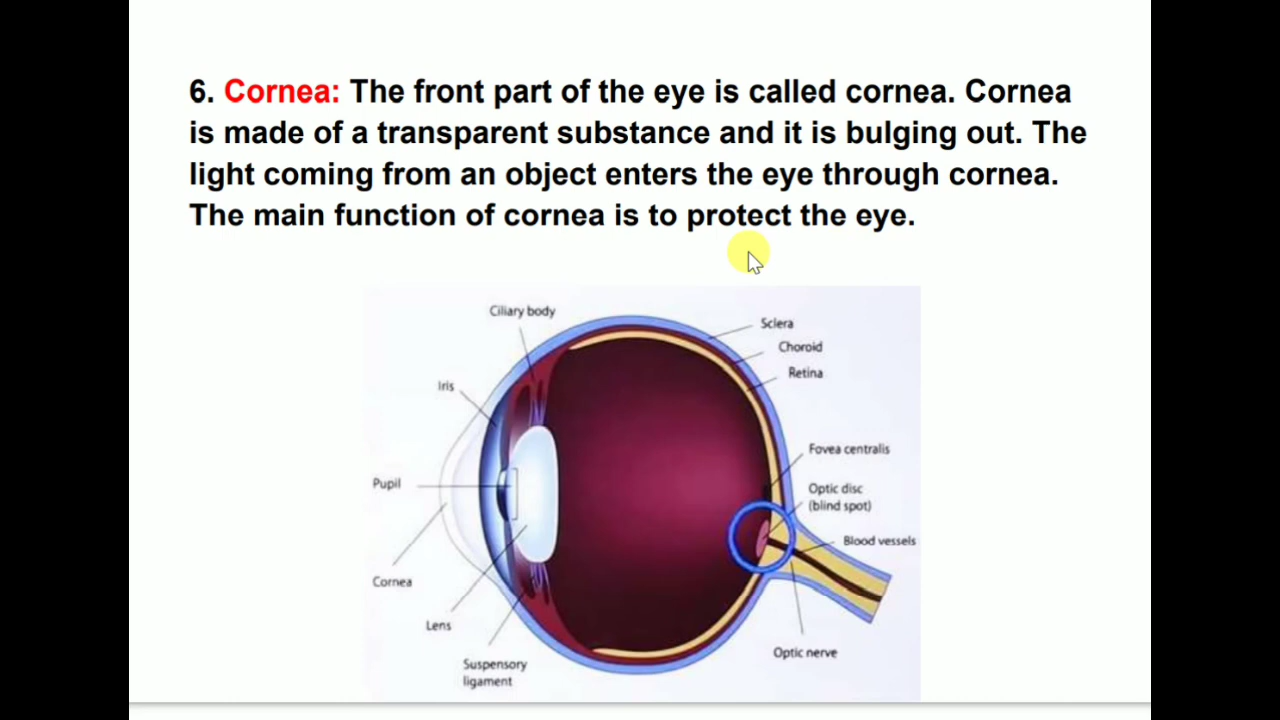 6. Cornea: The front part of the eye is called cornea. Cornea
is made of a transparent substance and it is bulging out. The
light coming from an object enters the eye through cornea.
The main function of cornea is to protect the eye.
Ciliary body
Sclera
Choroid
Retina
Iris
Fovea centralis
Pupil
Optic disc
(blind spot)
Blood vessels
Cornea
Lens
Optic nerve
Suspensory
ligament